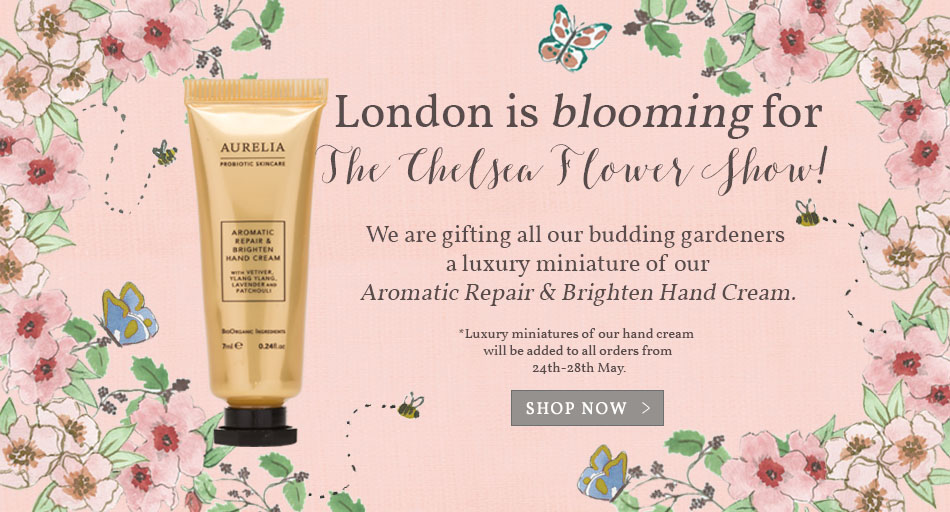 London is blooming for
The Chelsea Flower Show!
We are gifting all our budding gardeners
a luxury miniature of our
Aromatic Repair & Brighten Hand Cream.
*Luxury miniatures of our hand cream
will be added to all orders from
24th-28th May.
SHOP NOW >
AURELIA
PROBIOTIC SKINCARE
AROMATIC
REPAIR &
BRIGHTEN
HAND CREAM
WITH VETIVER,
YLANG YLANG,
LAVENDER AND
PATCHOULI
BIOORGANIC INGREDIENTS
7ml e 0.24fl.oz